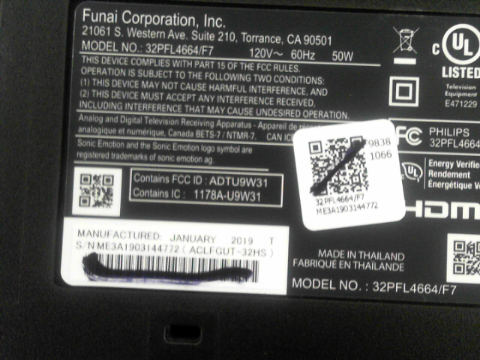 Funai Corporation, Inc.
21061 S. Western Ave. Suite 210, Torrance, CA 90501
MODEL NO.: 32PFL4664/F7 120V~ 60Hz 50W
THIS DEVICE COMPLIES WITH PART 15 OF THE FCC RULES.
OPERATION IS SUBJECT TO THE FOLLOWING TWO CONDITIONS:
(1) THIS DEVICE MAY NOT CAUSE HARMFUL INTERFERENCE, AND
(2) THIS DEVICE MUST ACCEPT ANY INTERFERENCE RECEIVED,
INCLUDING INTERFERENCE THAT MAY CAUSE UNDESIRED OPERATION.
Analog and Digital Television Receiving Apparatus - Appareil de
analogique et numérique, Canada BETS-7 / NTMR-7. CAN
Sonic Emotion and the Sonic Emotion logo symbol are
registered trademarks of sonic emotion ag.
Contains FCC ID : ADTU9W31
Contains IC : 1178A-U9W31
MANUFACTURED: JANUARY 2019 T
S/N ME3A1903144772 (ACLFGUT-32HS)
9838
1066
32PFL4664/F7
ME3A1903144772
C UL US
LISTED
Television
Equipment
E471229
FC PHILIPS
32PFL4664/F7
Energy Verified
Rendement
Énergétique
HDMI
MADE IN THAILAND
FABRIQUÉ EN THAÏLANDE
MODEL NO.: 32PFL4664/F7